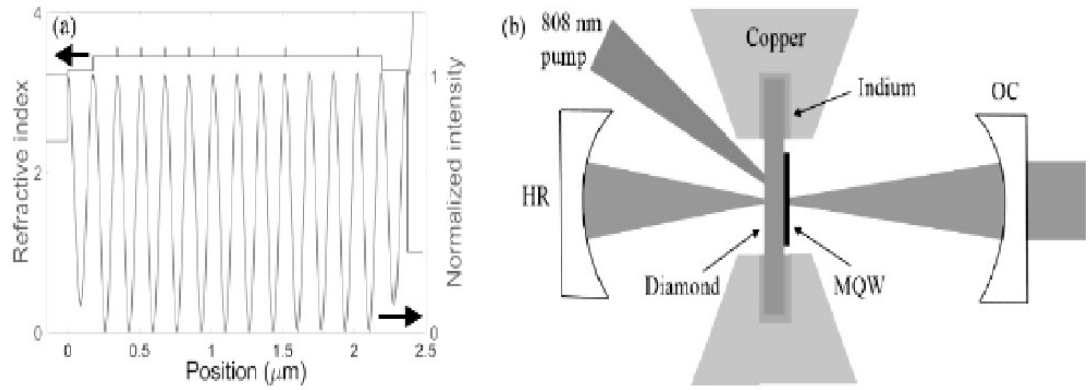 (a)
4
2
0
Refractive index
1
0
Normalized intensity
0
0.5
1
1.5
2
2.5
Position (μm)
(b)
808 nm
pump
Copper
Indium
OC
HR
Diamond
MQW